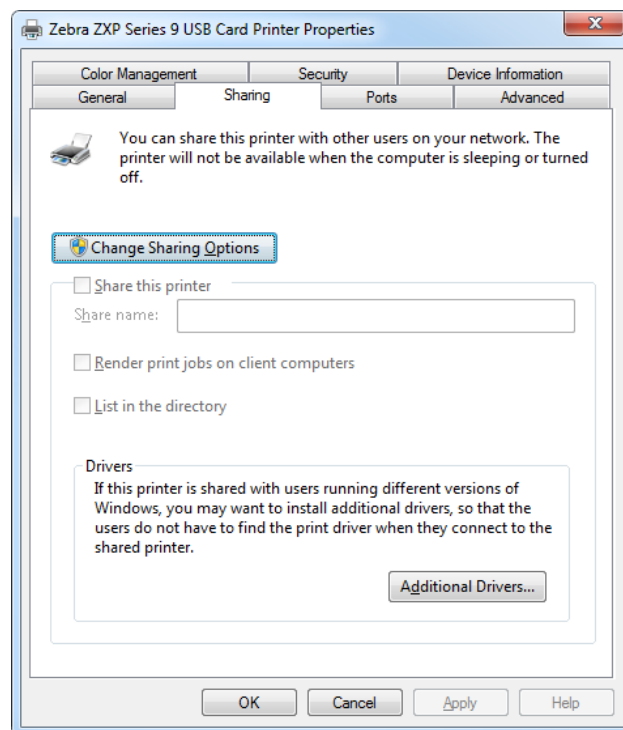 Zebra ZXP Series 9 USB Card Printer Properties
Color Management
Security
Device Information
General
Sharing
Ports
Advanced
You can share this printer with other users on your network. The
printer will not be available when the computer is sleeping or turned
off.
Change Sharing Options
Share this printer
Share name:
Render print jobs on client computers
List in the directory
Drivers
If this printer is shared with users running different versions of
Windows, you may want to install additional drivers, so that the
users do not have to find the print driver when they connect to the
shared printer.
Additional Drivers...
OK
Cancel
Apply
Help